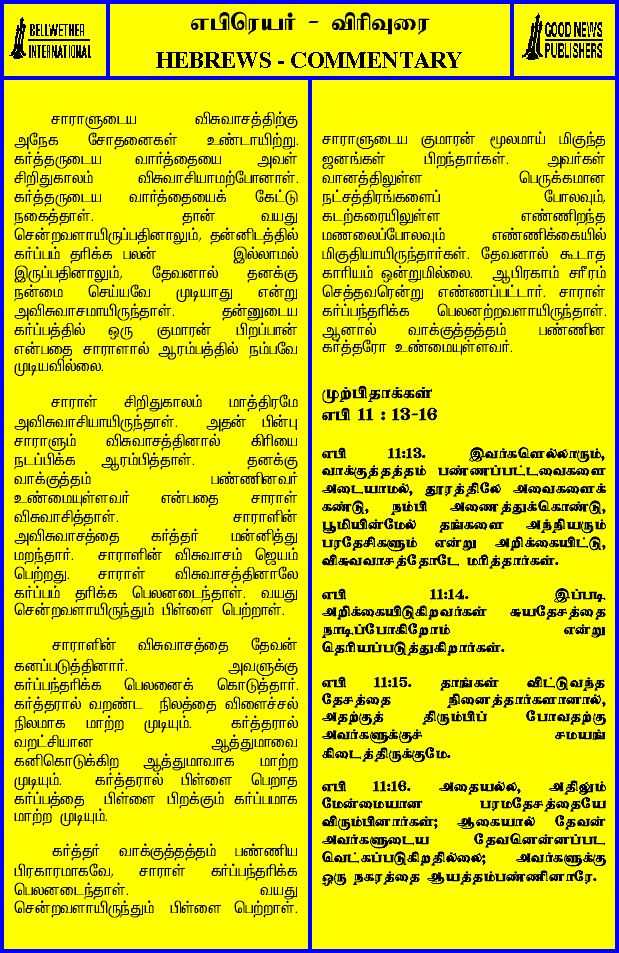 BELLWETHER
INTERNATIONAL
எபிரெயர் - விரிவுரை
HEBREWS - COMMENTARY
GOOD NEWS
PUBLISHERS
சாராளுடைய விசுவாசத்திற்கு
அநேக சோதனைகள் உண்டாயிற்று.
கர்த்தருடைய வார்த்தையை அவள்
சிறிதுகாலம் விசுவாசியாமற்போனாள்.
கர்த்தருடைய வார்த்தையைக் கேட்டு
நகைத்தாள். தான் வயது
சென்றவளாயிருப்பதினாலும், தன்னிடத்தில்
கர்ப்பம் தரிக்க பலன் இல்லாமல்
இருப்பதினாலும், தேவனால் தனக்கு
நன்மை செய்யவே முடியாது என்று
அவிசுவாசமாயிருந்தாள். தன்னுடைய
கர்ப்பத்தில் ஒரு குமாரன் பிறப்பான்
என்பதை சாராளால் ஆரம்பத்தில் நம்பவே
முடியவில்லை.
சாராள் சிறிதுகாலம் மாத்திரமே
அவிசுவாசியாயிருந்தாள். அதன் பின்பு
சாராளும் விசுவாசத்தினால் கிரியை
நடப்பிக்க ஆரம்பித்தாள். தனக்கு
வாக்குத்தம் பண்ணினவர்
உண்மையுள்ளவர் என்பதை சாராள்
விசுவாசித்தாள். சாராளின்
அவிசுவாசத்தை கர்த்தர் மன்னித்து
மறந்தார். சாராளின் விசுவாசம் ஜெயம்
பெற்றது. சாராள் விசுவாசத்தினாலே
கர்ப்பம் தரிக்க பெலனடைந்தாள். வயது
சென்றவளாயிருந்தும் பிள்ளை பெற்றாள்.
சாராளின் விசுவாசத்தை தேவன்
கனப்படுத்தினார். அவளுக்கு
கர்ப்பந்தரிக்க பெலனைக் கொடுத்தார்.
கர்த்தரால் வறண்ட நிலத்தை விளைச்சல்
நிலமாக மாற்ற முடியும். கர்த்தரால்
வறட்சியான ஆத்துமாவை
கனிகொடுக்கிற ஆத்துமாவாக மாற்ற
முடியும். கர்த்தரால் பிள்ளை பெறாத
கர்ப்பத்தை பிள்ளை பிறக்கும் கர்ப்பமாக
மாற்ற முடியும்.
கர்த்தர் வாக்குத்தத்தம் பண்ணிய
பிரகாரமாகவே, சாராள் கர்ப்பந்தரிக்க
பெலனடைந்தாள். வயது
சென்றவளாயிருந்தும் பிள்ளை பெற்றாள்.
சாராளுடைய குமாரன் மூலமாய் மிகுந்த
ஜனங்கள் பிறந்தார்கள். அவர்கள்
வானத்திலுள்ள பெருக்கமான
நட்சத்திரங்களைப் போலவும்,
கடற்கரையிலுள்ள எண்ணிறந்த
மணலைப்போலவும் எண்ணிக்கையில்
மிகுதியாயிருந்தார்கள். தேவனால் கூடாத
காரியம் ஒன்றுமில்லை. ஆபிரகாம் சரீரம்
செத்தவரென்று எண்ணப்பட்டார். சாராள்
கர்ப்பந்தரிக்க பெலனற்றவளாயிருந்தாள்.
ஆனால் வாக்குத்தத்தம் பண்ணின
கர்த்தரோ உண்மையுள்ளவர்.
முற்பிதாக்கள்
எபி 11 : 13-16
எபி 11:13. இவர்களெல்லாரும்,
வாக்குத்தத்தம் பண்ணப்பட்டவைகளை
அடையாமல், தூரத்திலே அவைகளைக்
கண்டு, நம்பி அணைத்துக்கொண்டு,
பூமியின்மேல் தங்களை அந்நியரும்
பரதேசிகளும் என்று அறிக்கையிட்டு,
விசுவாசத்தோடே மரித்தார்கள்.
எபி 11:14. இப்படி
அறிக்கையிடுகிறவர்கள் சுயதேசத்தை
நாடிப்போகிறோம் என்று
தெரியப்படுத்துகிறார்கள்.
எபி 11:15. தாங்கள் விட்டுவந்த
தேசத்தை நினைத்தார்களானால்,
அதற்குத் திரும்பிப் போவதற்கு
அவர்களுக்குச் சமயங்
கிடைத்திருக்குமே.
எபி 11:16. அதையல்ல, அதிலும்
மேன்மையான பரமதேசத்தையே
விரும்பினார்கள்; ஆகையால் தேவன்
அவர்களுடைய தேவனென்னப்பட
வெட்கப்படுகிறதில்லை; அவர்களுக்கு
ஒரு நகரத்தை ஆயத்தம்பண்ணினாரே.